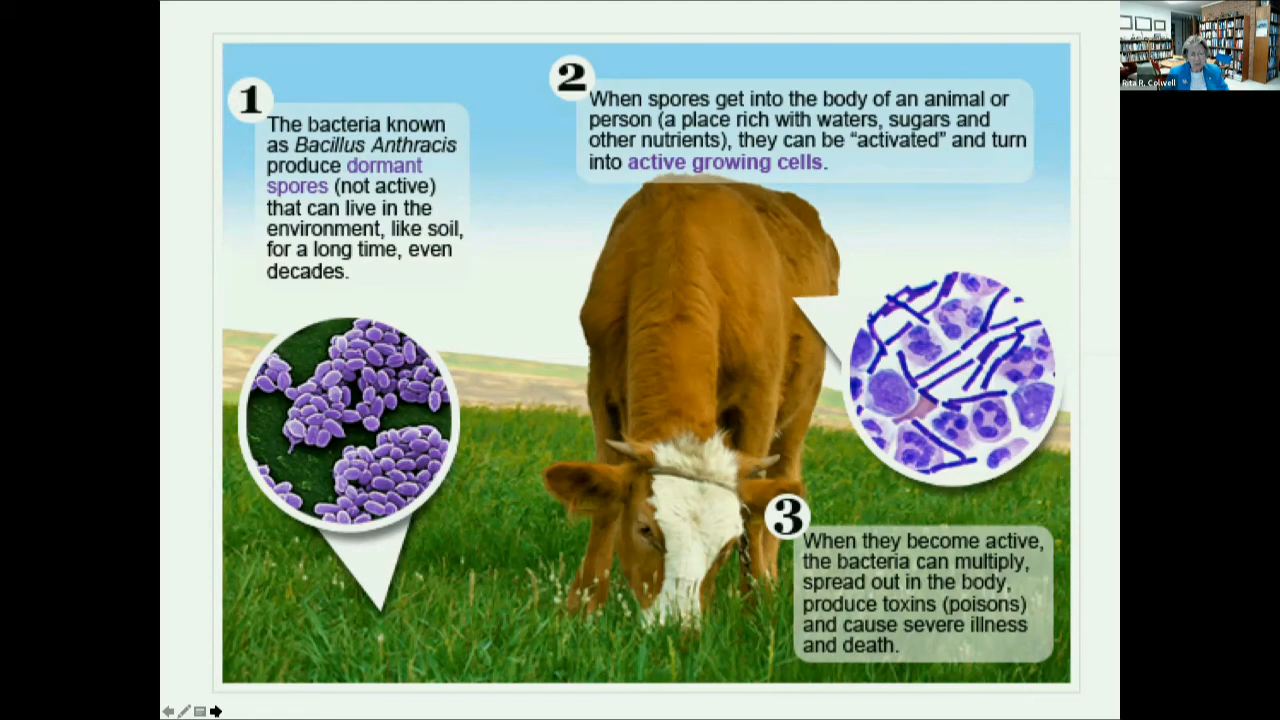 1
The bacteria known
as Bacillus Anthracis
produce dormant
spores (not active)
that can live in the
environment, like soil,
for a long time, even
decades.
2
When spores get into the body of an animal or
person (a place rich with waters, sugars and
other nutrients), they can be “activated” and turn
into active growing cells.
3
When they become active,
the bacteria can multiply,
spread out in the body,
produce toxins (poisons)
and cause severe illness
and death.
Rita R. Colwell